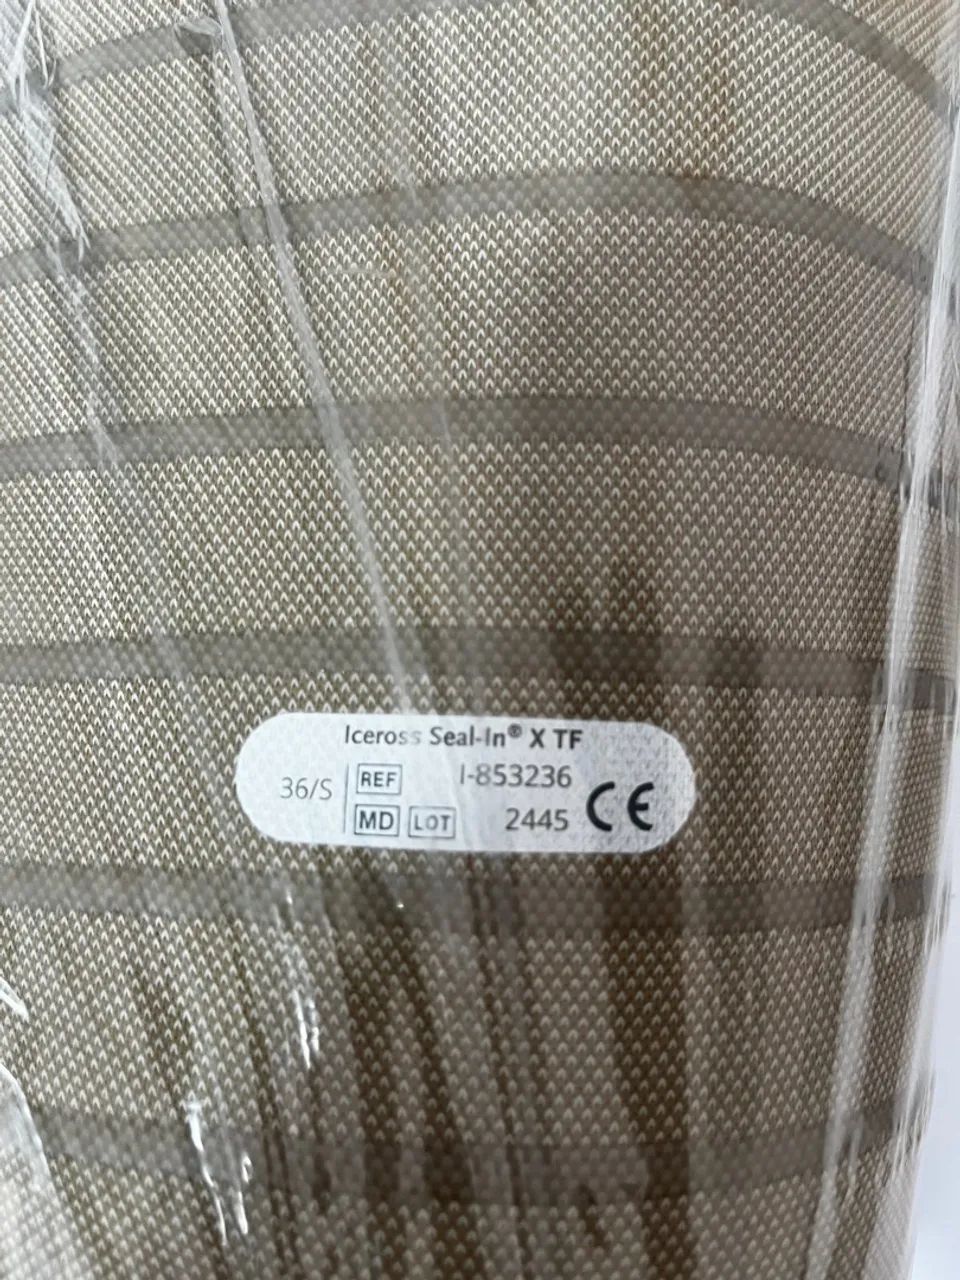 Iceross Seal-In® X TF
36/S REF I-853236
MD LOT 2445 CE